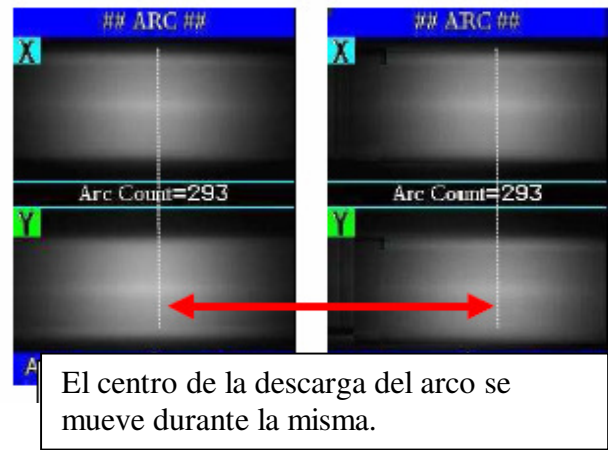 ## ARC ##
X
Arc Count=293
Y
## ARC ##
X
Arc Count=293
Y
A
El centro de la descarga del arco se
mueve durante la misma.